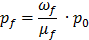 p_f = ω_f / μ_f · p_0